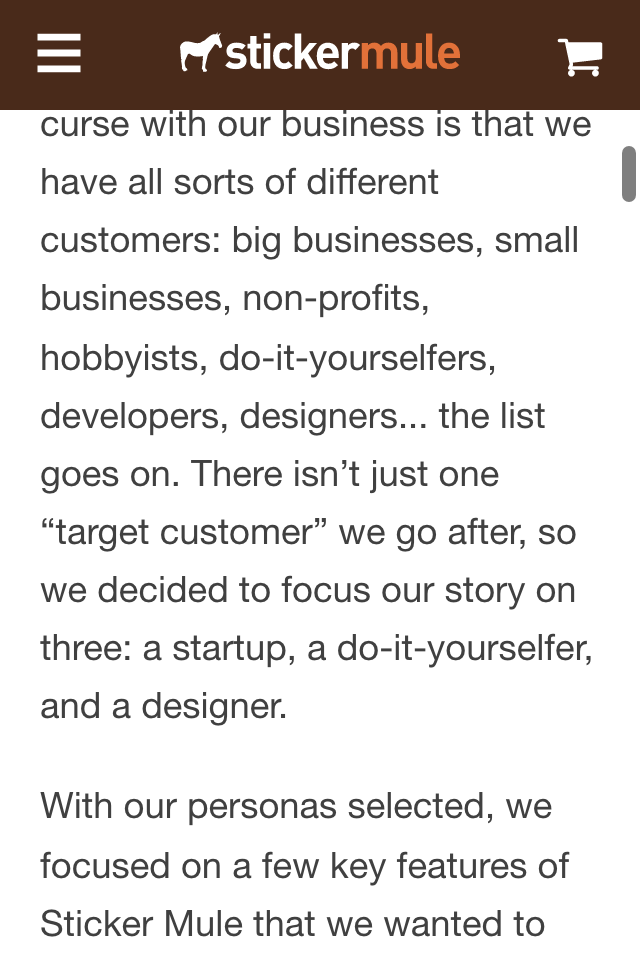 stickermule
curse with our business is that we
have all sorts of different
customers: big businesses, small
businesses, non-profits,
hobbyists, do-it-yourselfers,
developers, designers... the list
goes on. There isn’t just one
“target customer” we go after, so
we decided to focus our story on
three: a startup, a do-it-yourselfer,
and a designer.
With our personas selected, we
focused on a few key features of
Sticker Mule that we wanted to